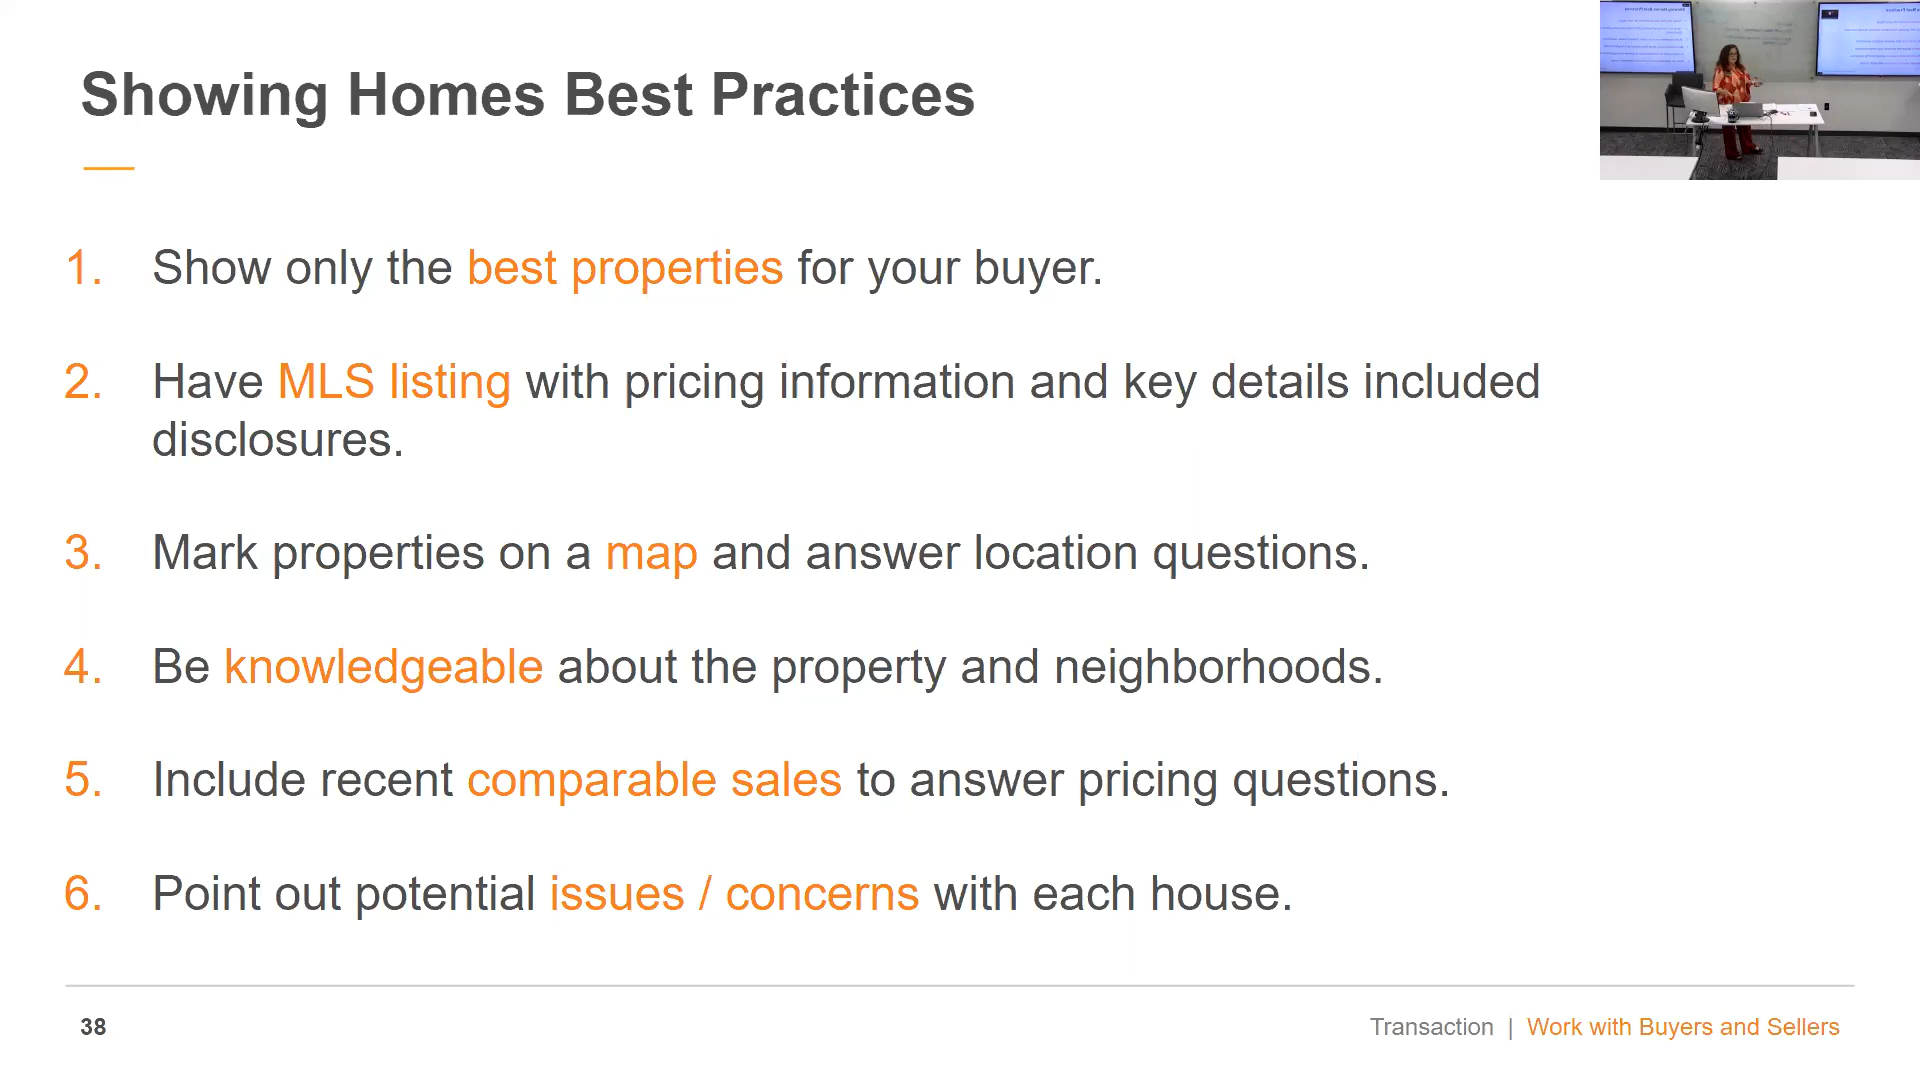 Showing Homes Best Practices
1. Show only the best properties for your buyer.
2. Have MLS listing with pricing information and key details included
disclosures.
3. Mark properties on a map and answer location questions.
4. Be knowledgeable about the property and neighborhoods.
5. Include recent comparable sales to answer pricing questions.
6. Point out potential issues / concerns with each house.
38
Transaction | Work with Buyers and Sellers